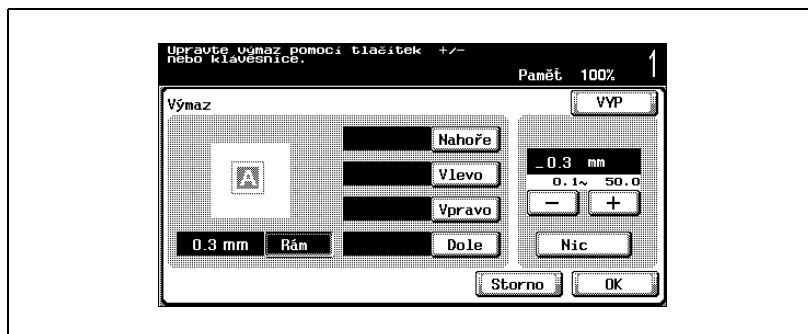 Upravte výmaz pomocí tlačítek +/-
nebo klávesnice.
Paměť 100% 1
Výmaz
VYP
Nahoře
Vlevo
Vpravo
0.3 mm Rám Dole
A
_0.3 mm
0.1~ 50.0
− +
Nic
Storno OK